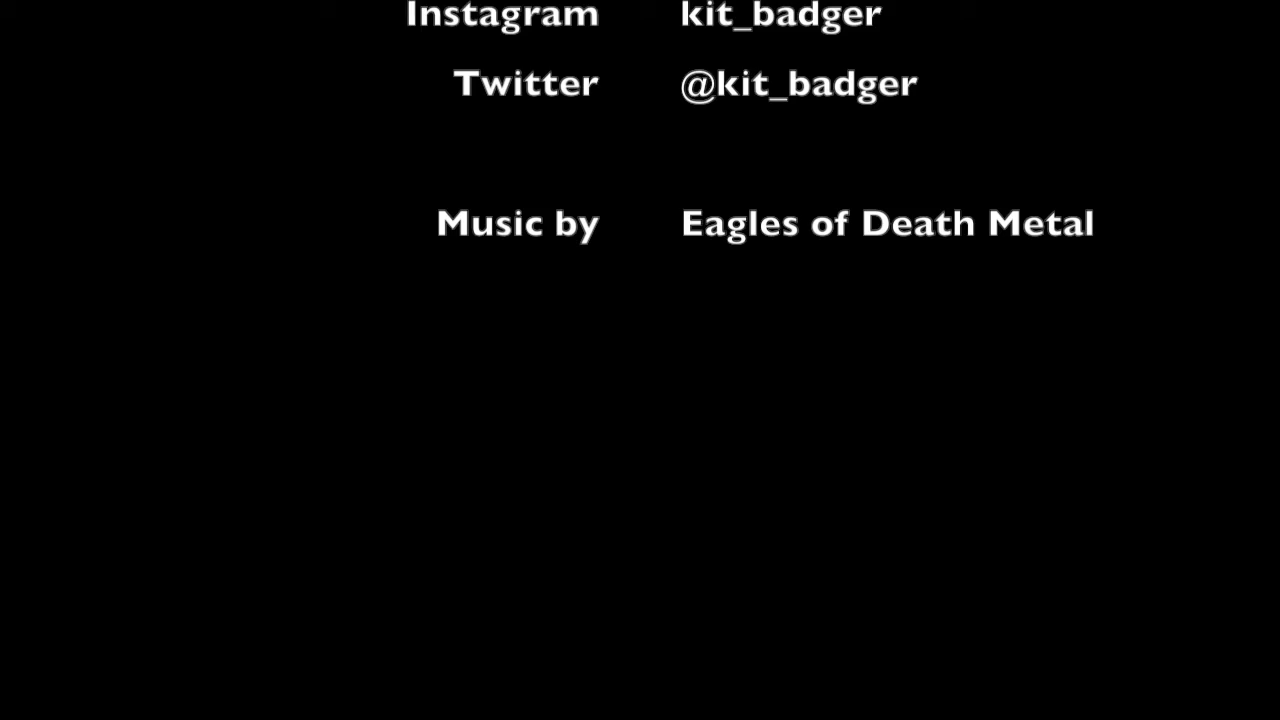 Instagram kit_badger
Twitter @kit_badger
Music by Eagles of Death Metal